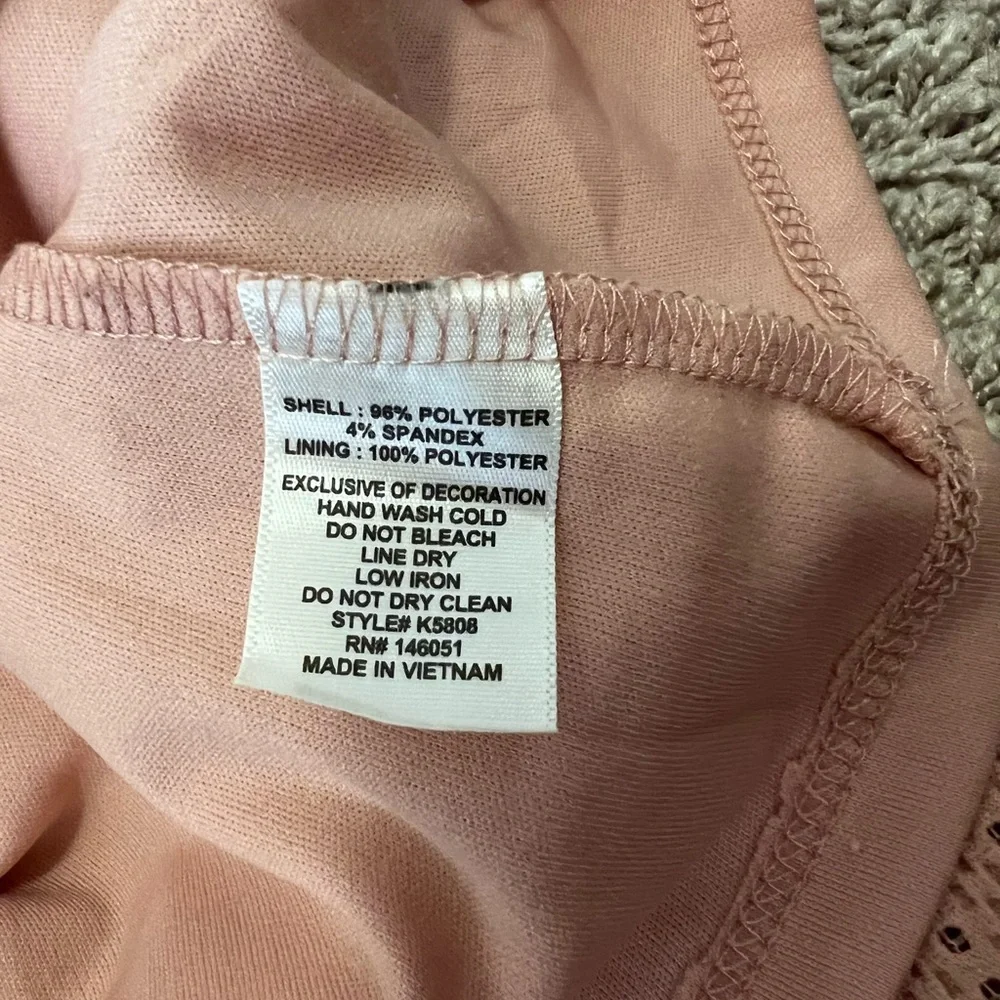 SHELL : 96% POLYESTER
4% SPANDEX
LINING : 100% POLYESTER
EXCLUSIVE OF DECORATION
HAND WASH COLD
DO NOT BLEACH
LINE DRY
LOW IRON
DO NOT DRY CLEAN
STYLE# K5808
RN# 146051
MADE IN VIETNAM